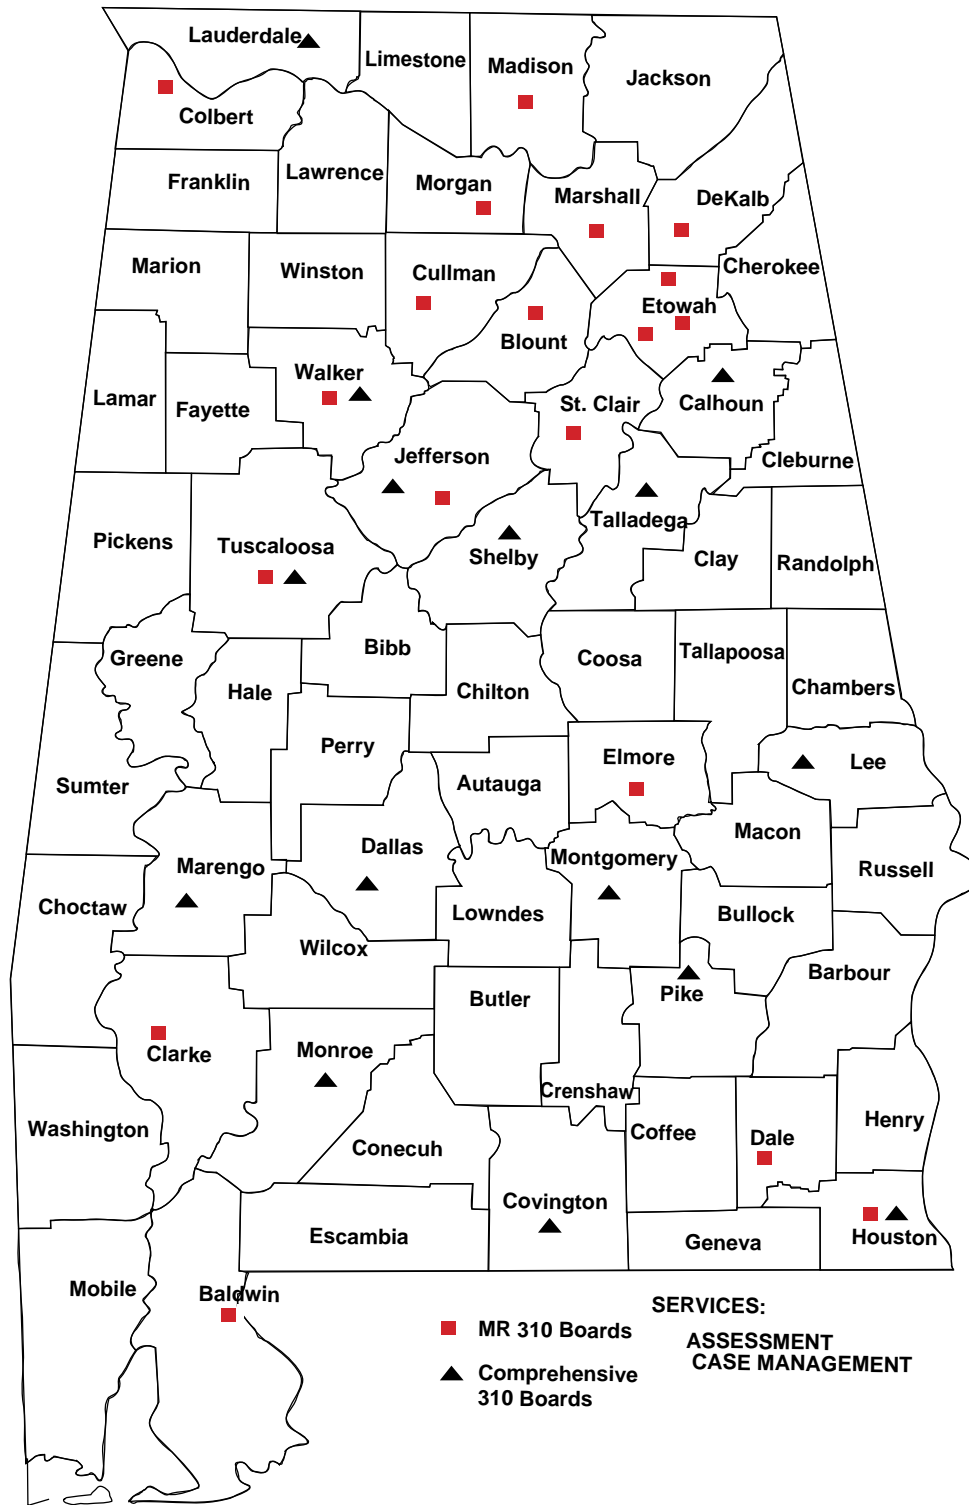 Lauderdale
Limestone
Madison
Jackson
Colbert
Franklin
Lawrence
Morgan
Marshall
DeKalb
Marion
Winston
Cullman
Cherokee
Etowah
Blount
Walker
Lamar
Fayette
St. Clair
Calhoun
Jefferson
Cleburne
Talladega
Pickens
Tuscaloosa
Shelby
Clay
Randolph
Greene
Bibb
Coosa
Tallapoosa
Hale
Chilton
Chambers
Perry
Elmore
Lee
Sumter
Autauga
Macon
Dallas
Montgomery
Marengo
Russell
Choctaw
Lowndes
Bullock
Wilcox
Barbour
Butler
Pike
Clarke
Monroe
Crenshaw
Washington
Coffee
Henry
Dale
Conecuh
Covington
Escambia
Geneva
Houston
Mobile
Baldwin
SERVICES:
ASSESSMENT
CASE MANAGEMENT
MR 310 Boards
Comprehensive
310 Boards